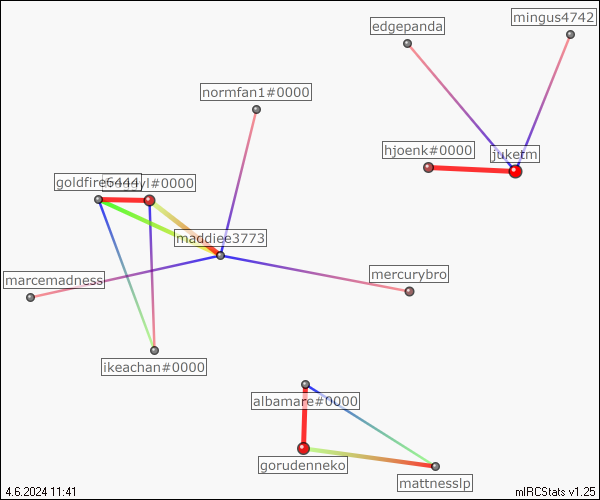 mingus4742
edgepanda
normfan1#0000
hjoenk#0000
juketm
goldfire6444
yl#0000
maddiee3773
marcemadness
mercurybro
ikeachan#0000
albamare#0000
gorudenneko
mattnesslp
4.6.2024 11:41
mIRCStats v1.25